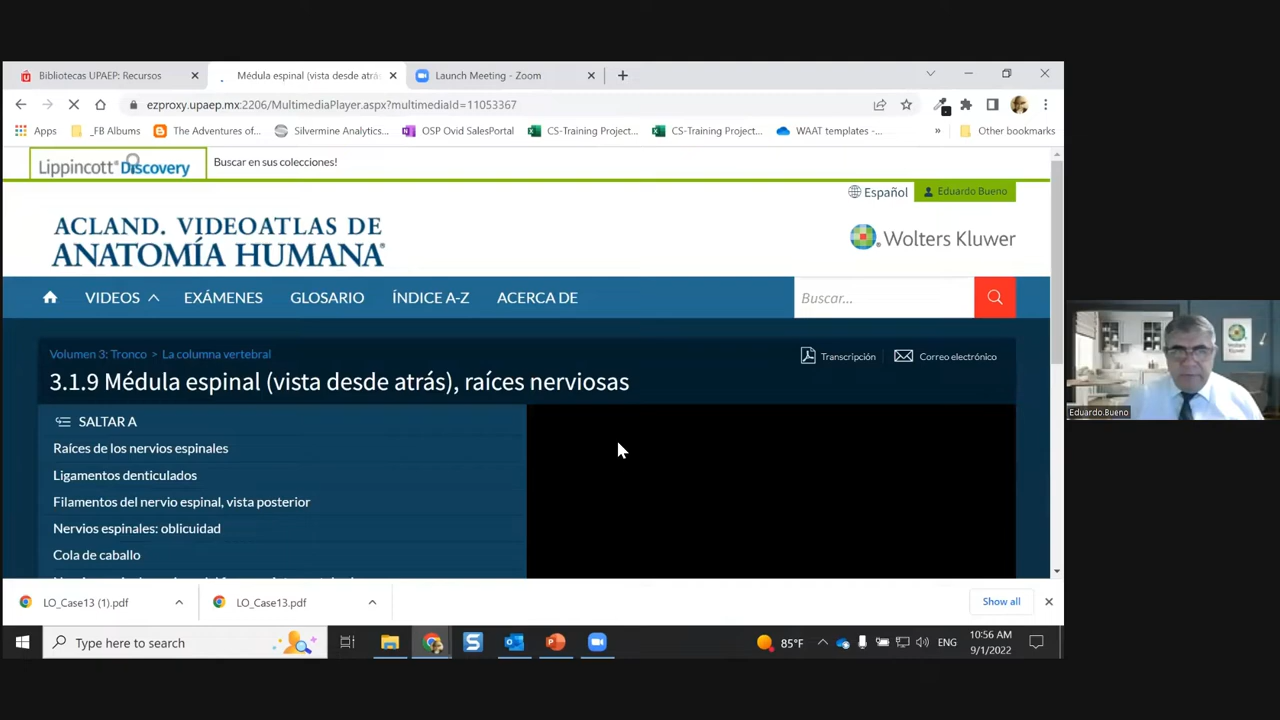 Bibliotecas UPAEP: Recursos
Médula espinal (vista desde atrás
Launch Meeting - Zoom
ezproxy.upaep.mx:2206/MultimediaPlayer.aspx?multimediaId=11053367
Apps
_FB Albums
The Adventures of...
Silvermine Analytics...
OSP Ovid SalesPortal
CS-Training Project...
CS-Training Project...
WAAT templates -...
»
Other bookmarks
Lippincott® Discovery
Buscar en sus colecciones!
Español
Eduardo Bueno
ACLAND. VIDEOATLAS DE
ANATOMÍA HUMANA®
Wolters Kluwer
VIDEOS
EXÁMENES
GLOSARIO
ÍNDICE A-Z
ACERCA DE
Buscar...
Volumen 3: Tronco > La columna vertebral
Transcripción
Correo electrónico
3.1.9 Médula espinal (vista desde atrás), raíces nerviosas
SALTAR A
Raíces de los nervios espinales
Ligamentos denticulados
Filamentos del nervio espinal, vista posterior
Nervios espinales: oblicuidad
Cola de caballo
Eduardo.Bueno
LO_Case13 (1).pdf
LO_Case13.pdf
Show all
Type here to search
85°F
ENG
10:56 AM
9/1/2022